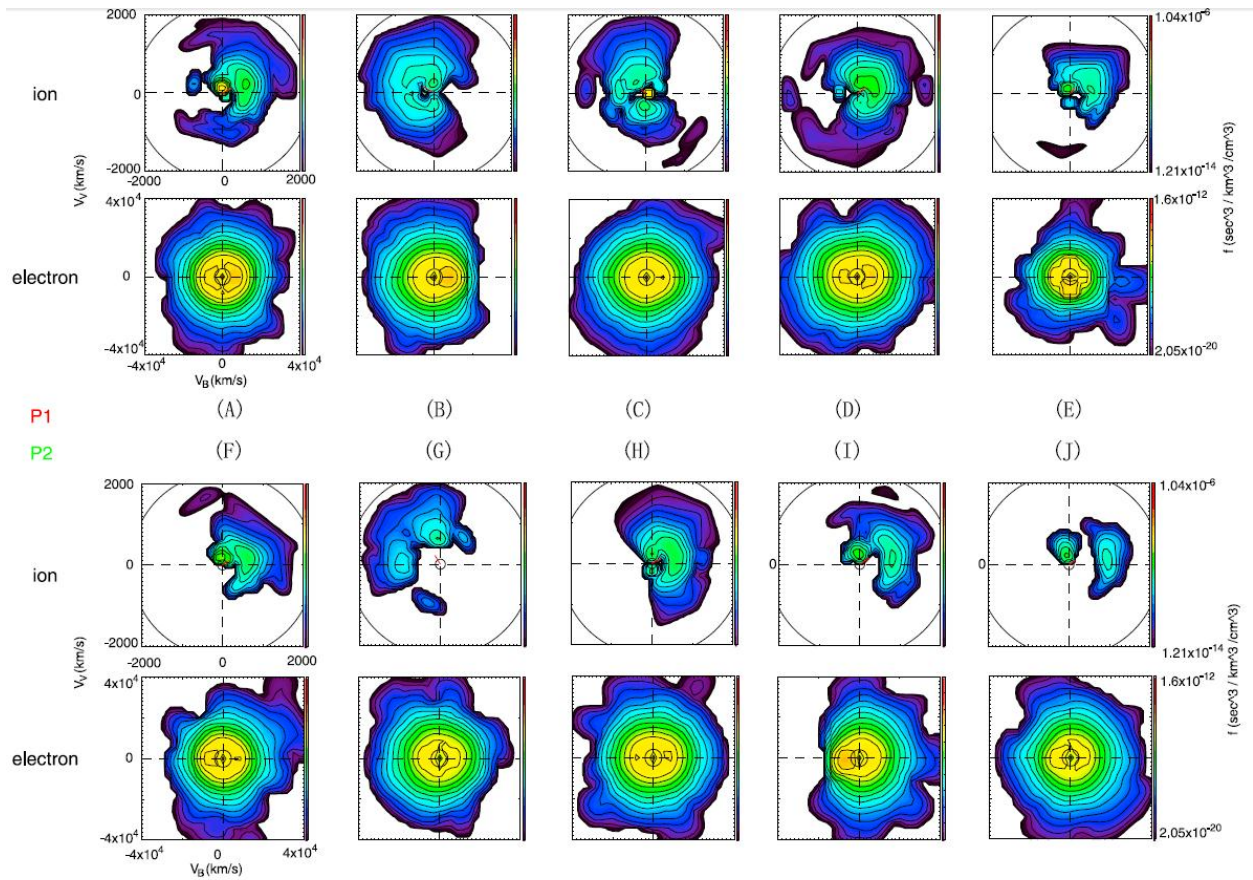 2000
1.04x10⁻⁶
ion
0
-2000
-2000 0 2000
1.21x10⁻¹⁴
V_V(km/s)
f (sec^3 / km^3 /cm^3)
4x10⁴
1.6x10⁻¹²
electron
0
-4x10⁴
-4x10⁴ 0 4x10⁴
2.05x10⁻²⁰
V_B(km/s)
P1
(A) (B) (C) (D) (E)
P2
(F) (G) (H) (I) (J)
2000
1.04x10⁻⁶
ion
0 0 0
-2000
-2000 0 2000
1.21x10⁻¹⁴
V_V(km/s)
f (sec^3 / km^3 /cm^3)
4x10⁴
1.6x10⁻¹²
electron
0
-4x10⁴
-4x10⁴ 0 4x10⁴
2.05x10⁻²⁰
V_B(km/s)